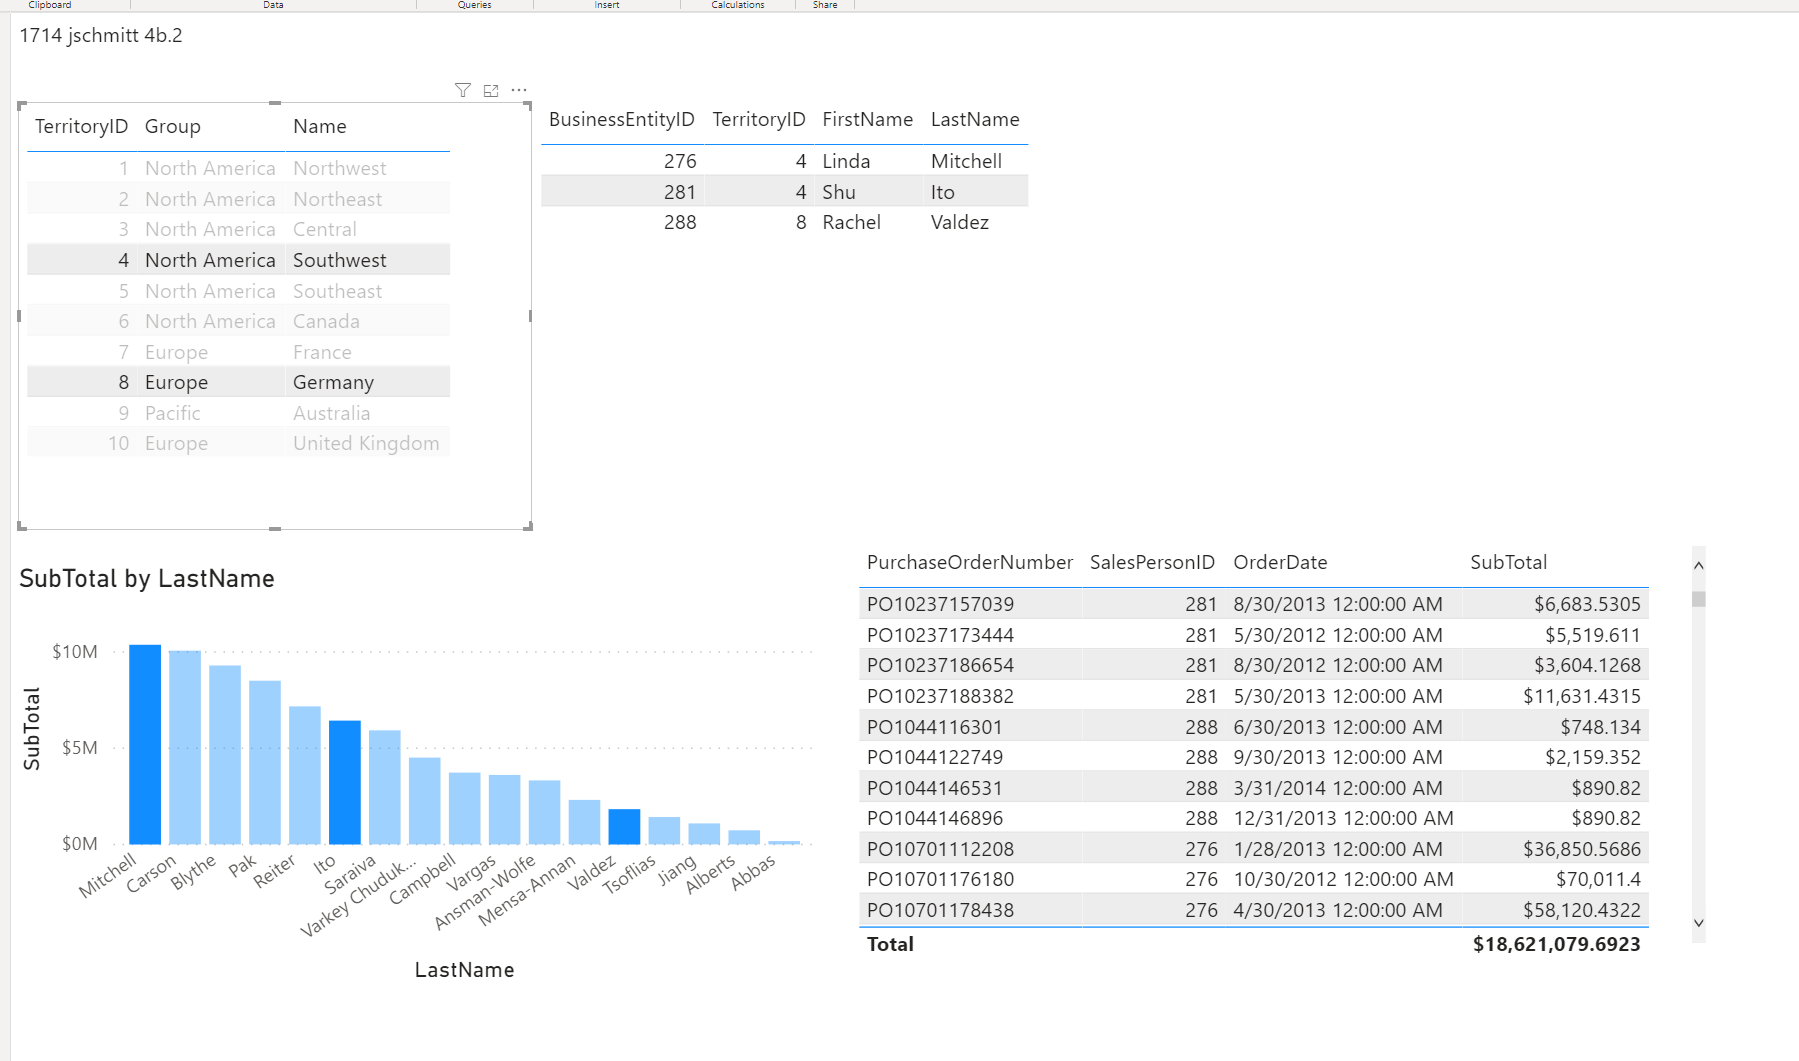 Clipboard Data Queries Insert Calculations Share
1714 jschmitt 4b.2
TerritoryID Group Name
1 North America Northwest
2 North America Northeast
3 North America Central
4 North America Southwest
5 North America Southeast
6 North America Canada
7 Europe France
8 Europe Germany
9 Pacific Australia
10 Europe United Kingdom
BusinessEntityID TerritoryID FirstName LastName
276 4 Linda Mitchell
281 4 Shu Ito
288 8 Rachel Valdez
SubTotal by LastName
SubTotal
$10M
$5M
$0M
Mitchell
Carson
Blythe
Pak
Reiter
Ito
Saraiva
Varkey Chuduk...
Campbell
Vargas
Ansman-Wolfe
Mensa-Annan
Valdez
Tsoflias
Jiang
Alberts
Abbas
LastName
PurchaseOrderNumber SalesPersonID OrderDate SubTotal
PO10237157039 281 8/30/2013 12:00:00 AM $6,683.5305
PO10237173444 281 5/30/2012 12:00:00 AM $5,519.611
PO10237186654 281 8/30/2012 12:00:00 AM $3,604.1268
PO10237188382 281 5/30/2013 12:00:00 AM $11,631.4315
PO1044116301 288 6/30/2013 12:00:00 AM $748.134
PO1044122749 288 9/30/2013 12:00:00 AM $2,159.352
PO1044146531 288 3/31/2014 12:00:00 AM $890.82
PO1044146896 288 12/31/2013 12:00:00 AM $890.82
PO10701112208 276 1/28/2013 12:00:00 AM $36,850.5686
PO10701176180 276 10/30/2012 12:00:00 AM $70,011.4
PO10701178438 276 4/30/2013 12:00:00 AM $58,120.4322
Total $18,621,079.6923